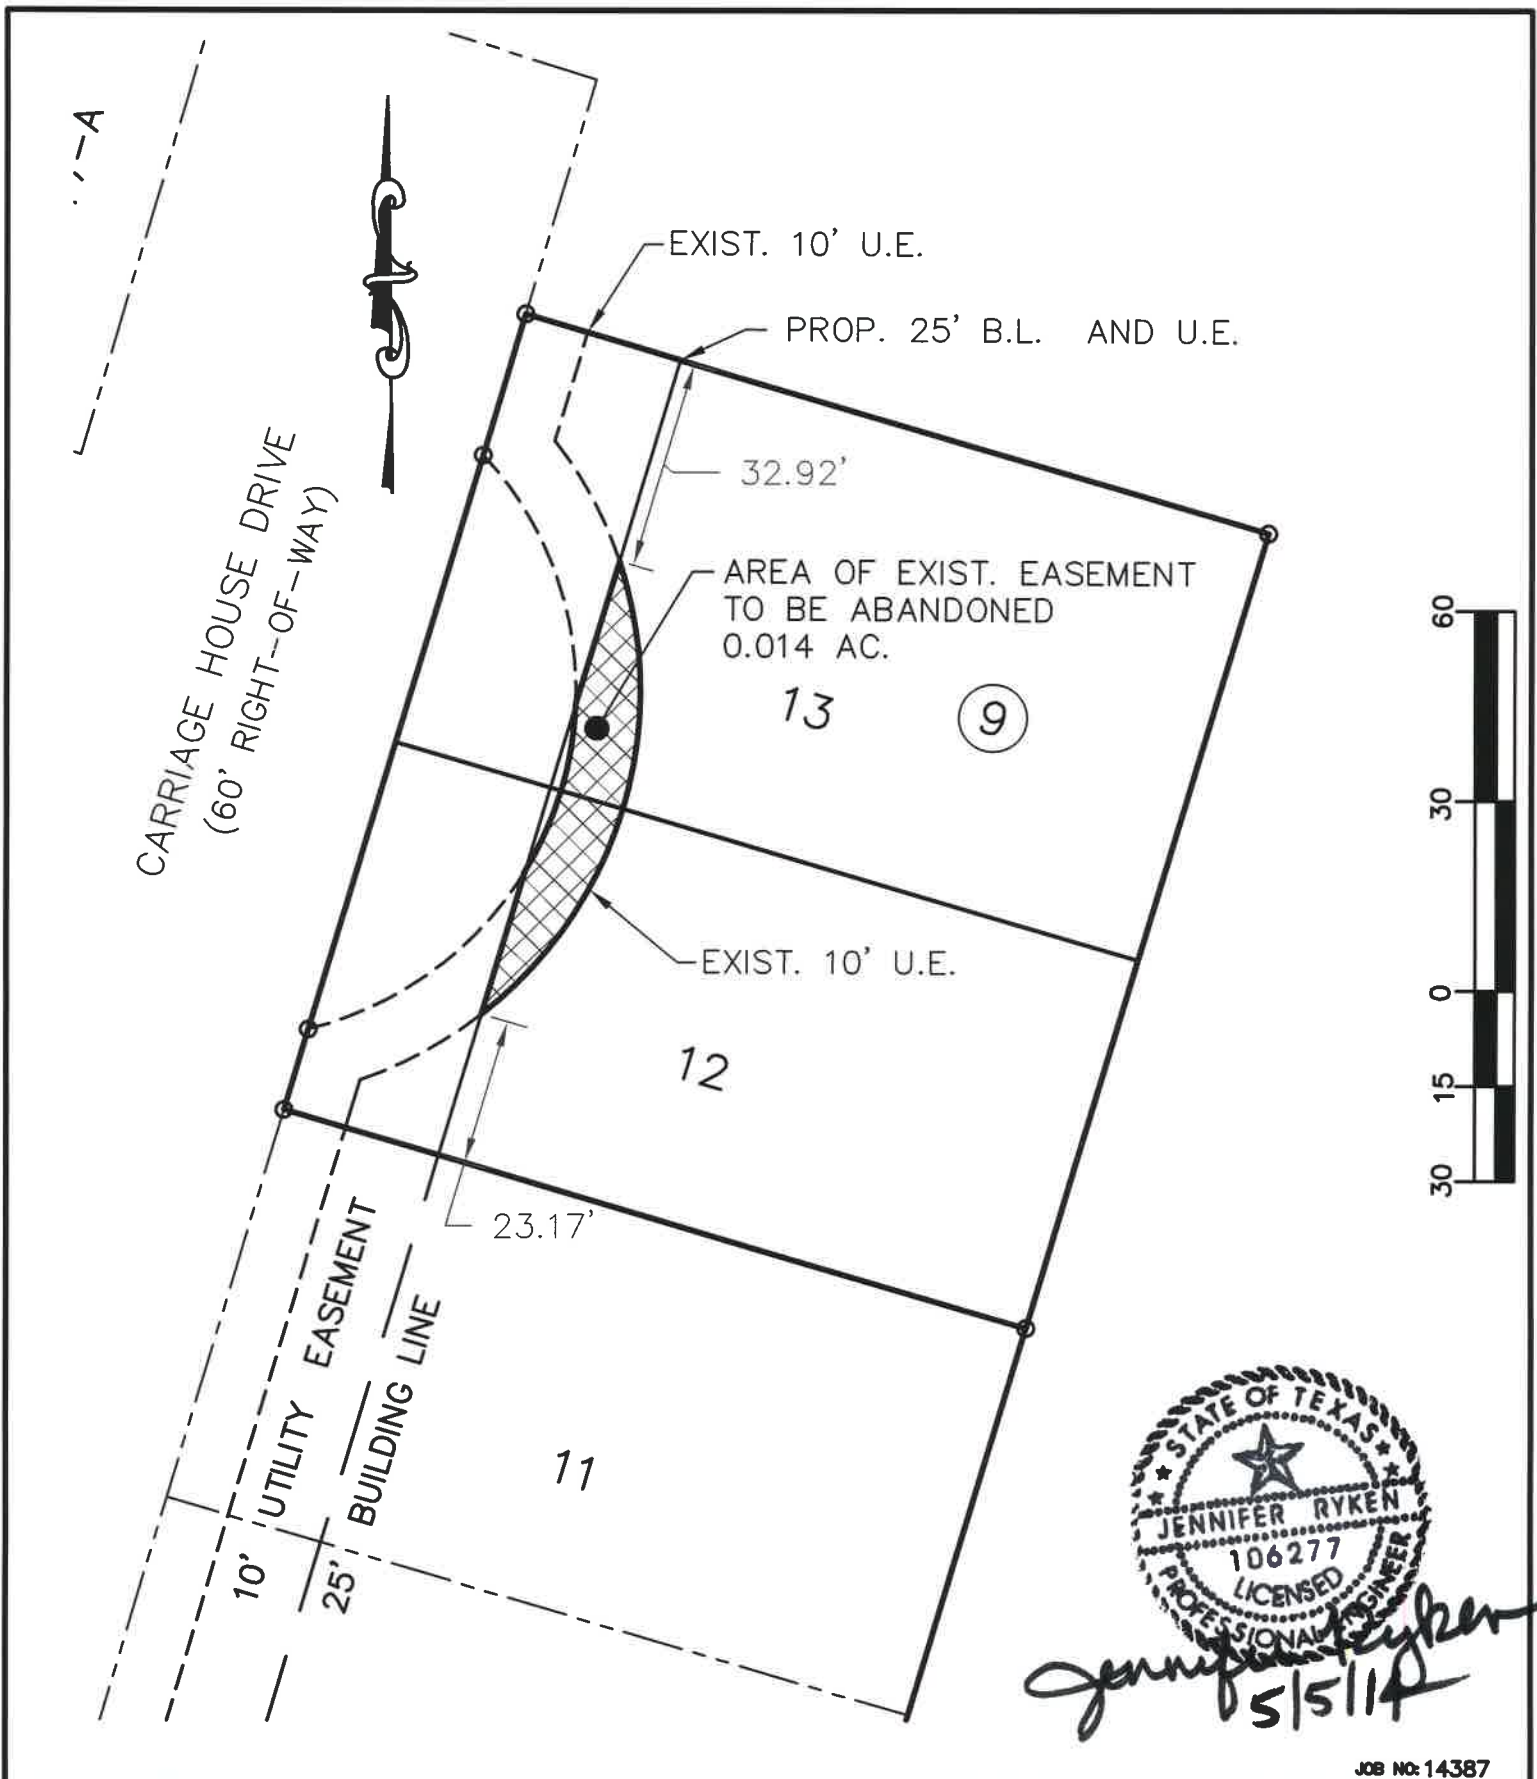 EXIST. 10' U.E.
PROP. 25' B.L. AND U.E.
32.92'
CARRIAGE HOUSE DRIVE
(60' RIGHT-OF-WAY)
AREA OF EXIST. EASEMENT
TO BE ABANDONED
0.014 AC.
13
9
EXIST. 10' U.E.
12
23.17'
10' UTILITY EASEMENT
25' BUILDING LINE
11
60
30
0
15
30
STATE OF TEXAS
JENNIFER RYKEN
106277
LICENSED
PROFESSIONAL ENGINEER
Jennifer Ryken
5/5/14
JOB NO: 14387